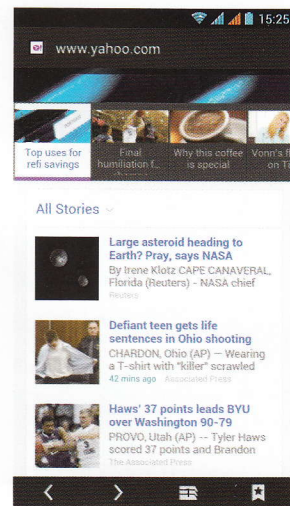 15:25
www.yahoo.com
Top uses for
refi savings
Final
humiliation f...
Why this coffee
is special
Vonn's f
on T
All Stories
Large asteroid heading to
Earth? Pray, says NASA
By Irene Klotz CAPE CANAVERAL,
Florida (Reuters) - NASA chief
Reuters
Defiant teen gets life
sentences in Ohio shooting
CHARDON, Ohio (AP) — Wearing
a T-shirt with "killer" scrawled
42 mins ago Associated Press
Haws' 37 points leads BYU
over Washington 90-79
PROVO, Utah (AP) -- Tyler Haws
scored 37 points and Brandon
The Associated Press